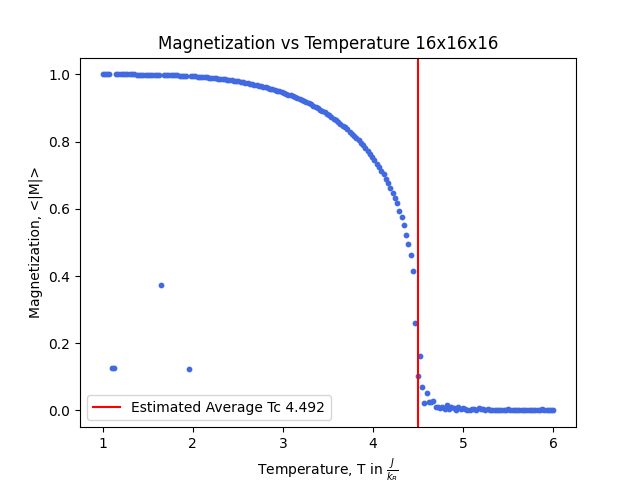 Magnetization vs Temperature 16x16x16
Magnetization, <|M|>
1.0
0.8
0.6
0.4
0.2
0.0
Estimated Average Tc 4.492
1 2 3 4 5 6
Temperature, T in J/k_B